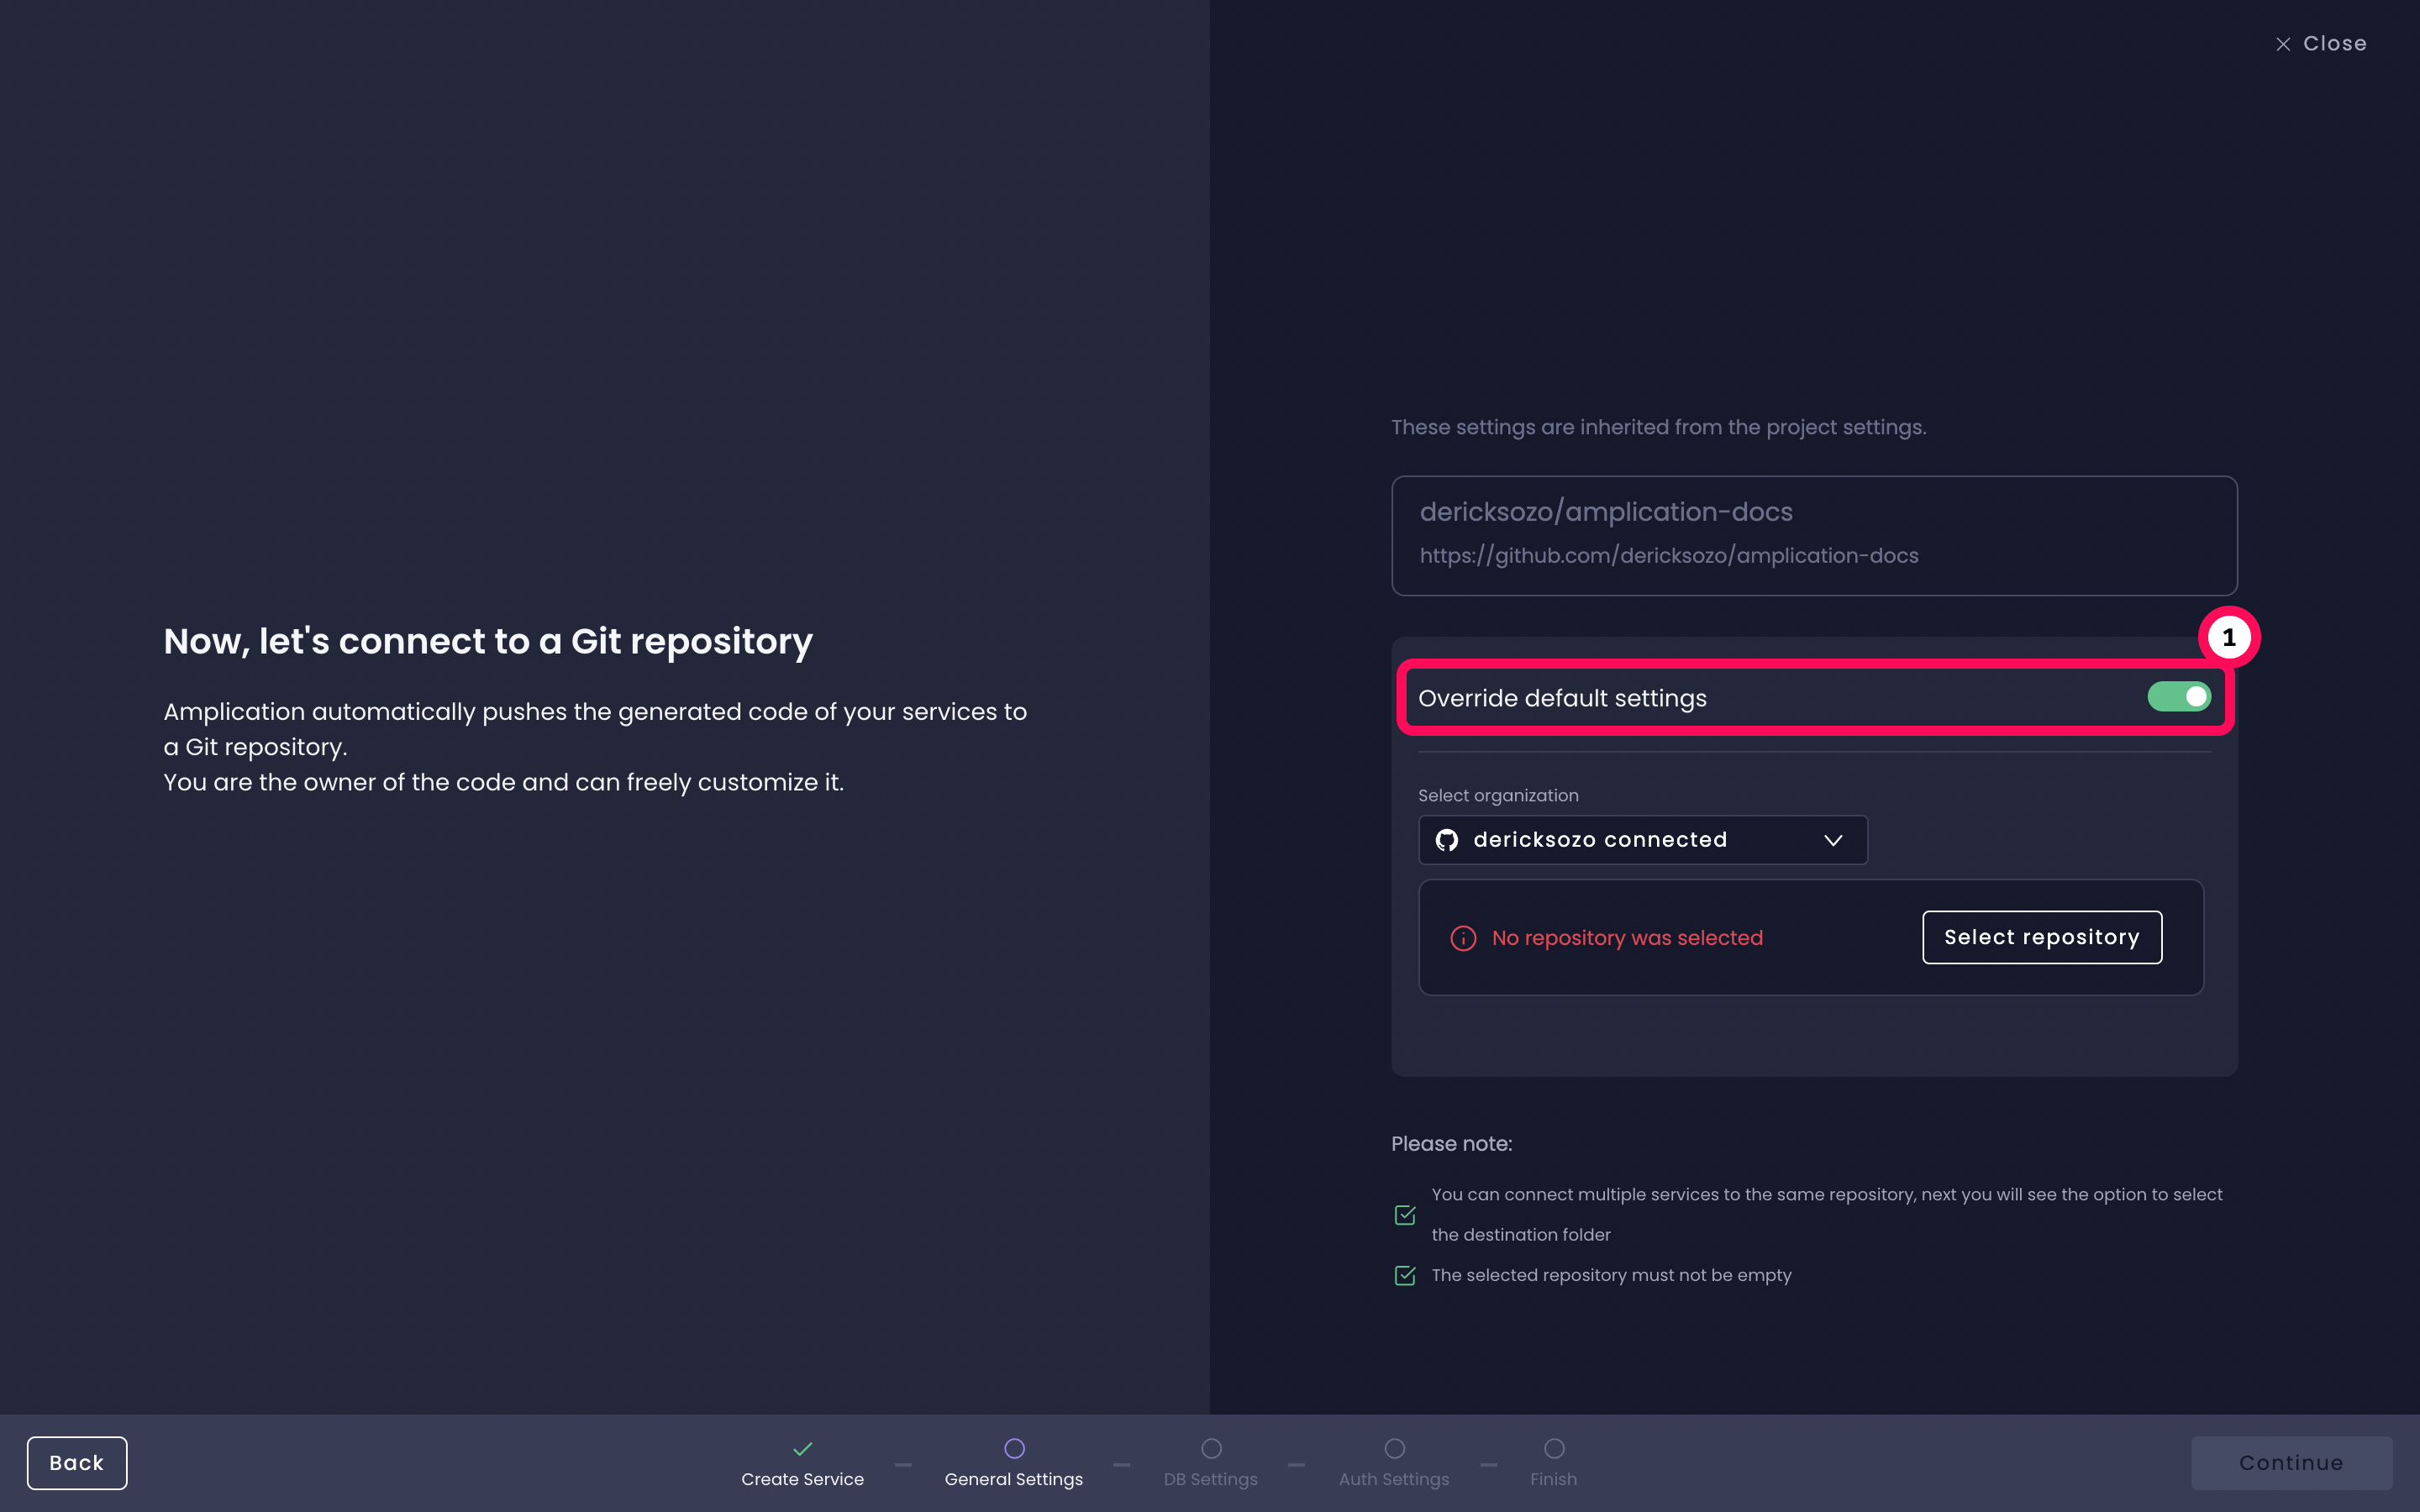 Close
Now, let's connect to a Git repository
Amplication automatically pushes the generated code of your services to
a Git repository.
You are the owner of the code and can freely customize it.
These settings are inherited from the project settings.
dericksozo/amplication-docs
https://github.com/dericksozo/amplication-docs
1
Override default settings
Select organization
dericksozo connected
No repository was selected
Select repository
Please note:
You can connect multiple services to the same repository, next you will see the option to select
the destination folder
The selected repository must not be empty
Back
Create Service
General Settings
DB Settings
Auth Settings
Finish
Continue